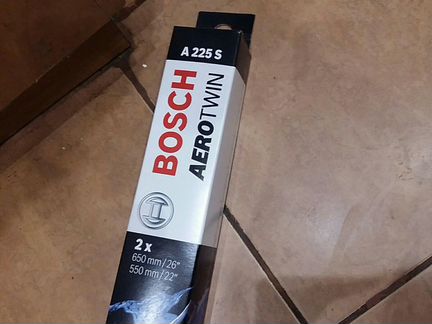 A 225 S
BOSCH
AEROTWIN
2 x
650 mm/26"
550 mm/22"